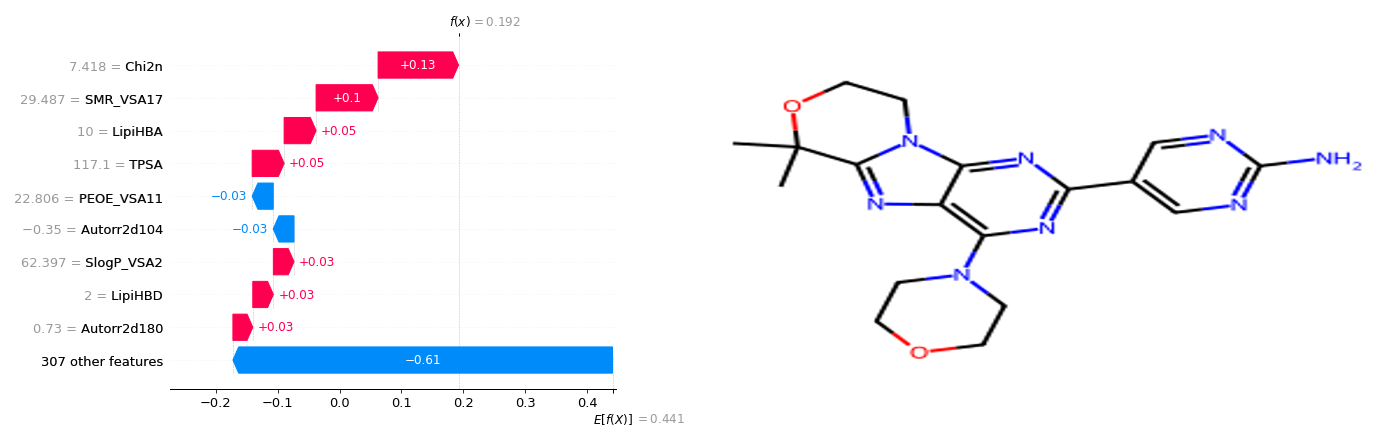 f(x) = 0.192
7.418 = Chi2n
+0.13
29.487 = SMR_VSA17
+0.1
10 = LipiHBA
+0.05
117.1 = TPSA
+0.05
22.806 = PEOE_VSA11
−0.03
−0.35 = Autorr2d104
−0.03
62.397 = SlogP_VSA2
+0.03
2 = LipiHBD
+0.03
0.73 = Autorr2d180
+0.03
307 other features
−0.61
−0.2 −0.1 0.0 0.1 0.2 0.3 0.4
E[f(X)] = 0.441
O
N
N
N
NH2
N
N
N
N
O